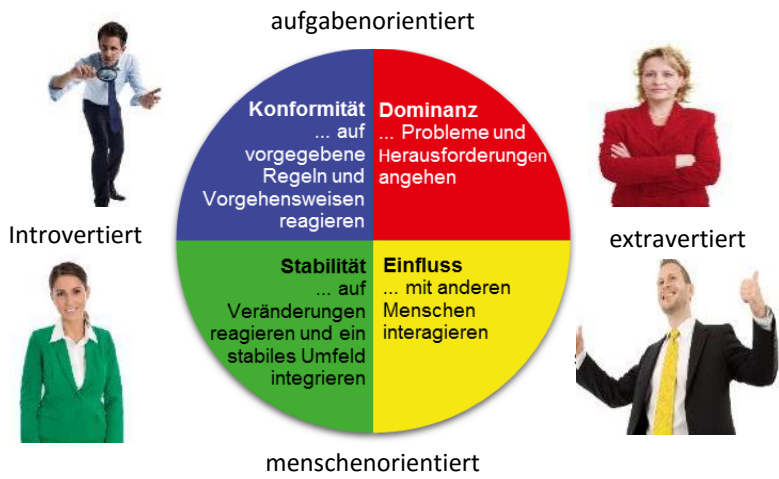 aufgabenorientiert
Konformität
... auf
vorgegebene
Regeln und
Vorgehensweisen
reagieren
Dominanz
... Probleme und
Herausforderungen
angehen
Introvertiert
extravertiert
Stabilität
... auf
Veränderungen
reagieren und ein
stabiles Umfeld
integrieren
Einfluss
... mit anderen
Menschen
interagieren
menschenorientiert